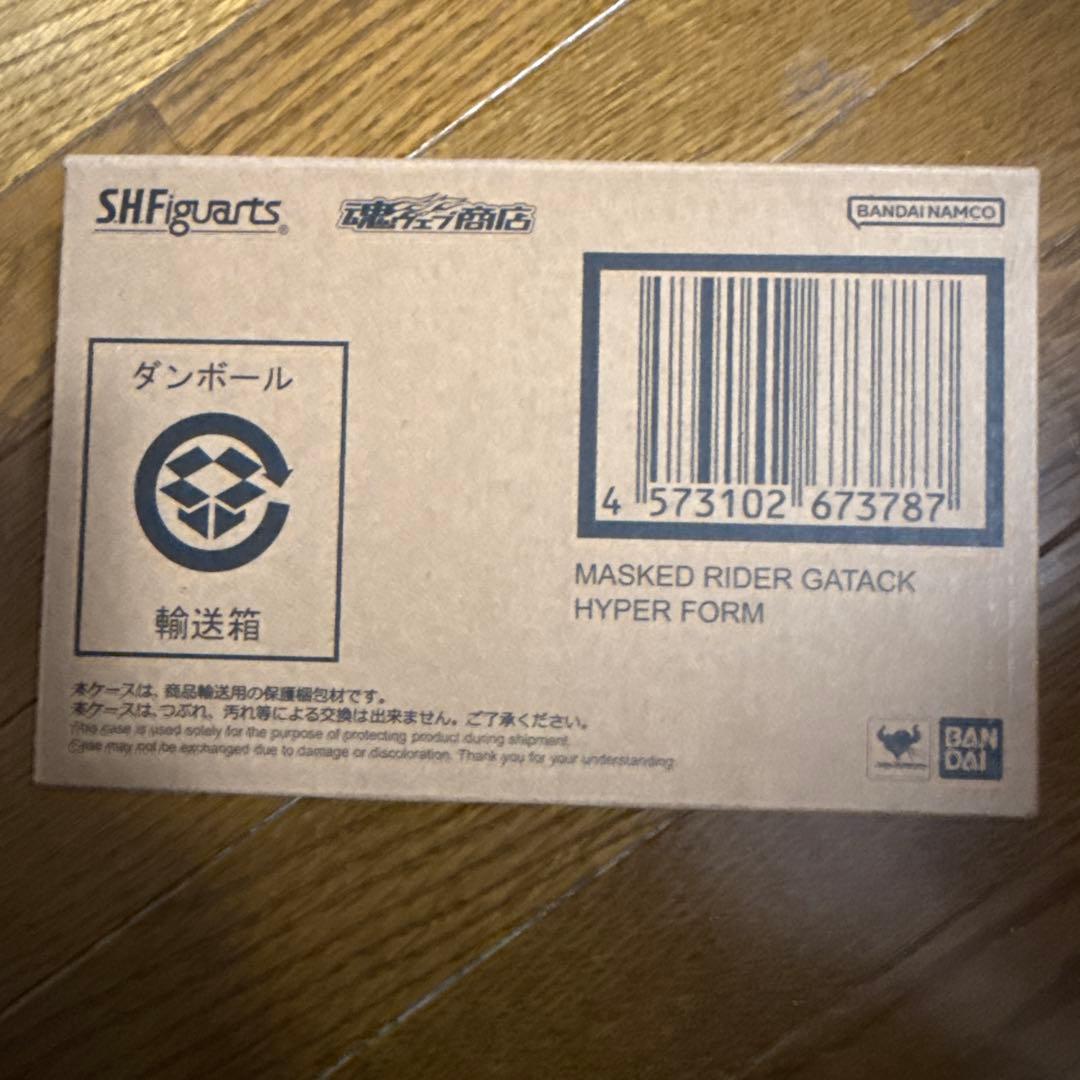 S.H.Figuarts®
魂ウェブ商店
BANDAI NAMCO
ダンボール
輸送箱
4 573102 673787
MASKED RIDER GATACK
HYPER FORM
本ケースは、商品輸送用の保護梱包材です。
本ケースは、つぶれ、汚れ等による交換は出来ません。ご了承ください。
This case is used solely for the purpose of protecting product during shipment.
Case may not be exchanged due to damage or discoloration. Thank you for your understanding.
BAN
DAI